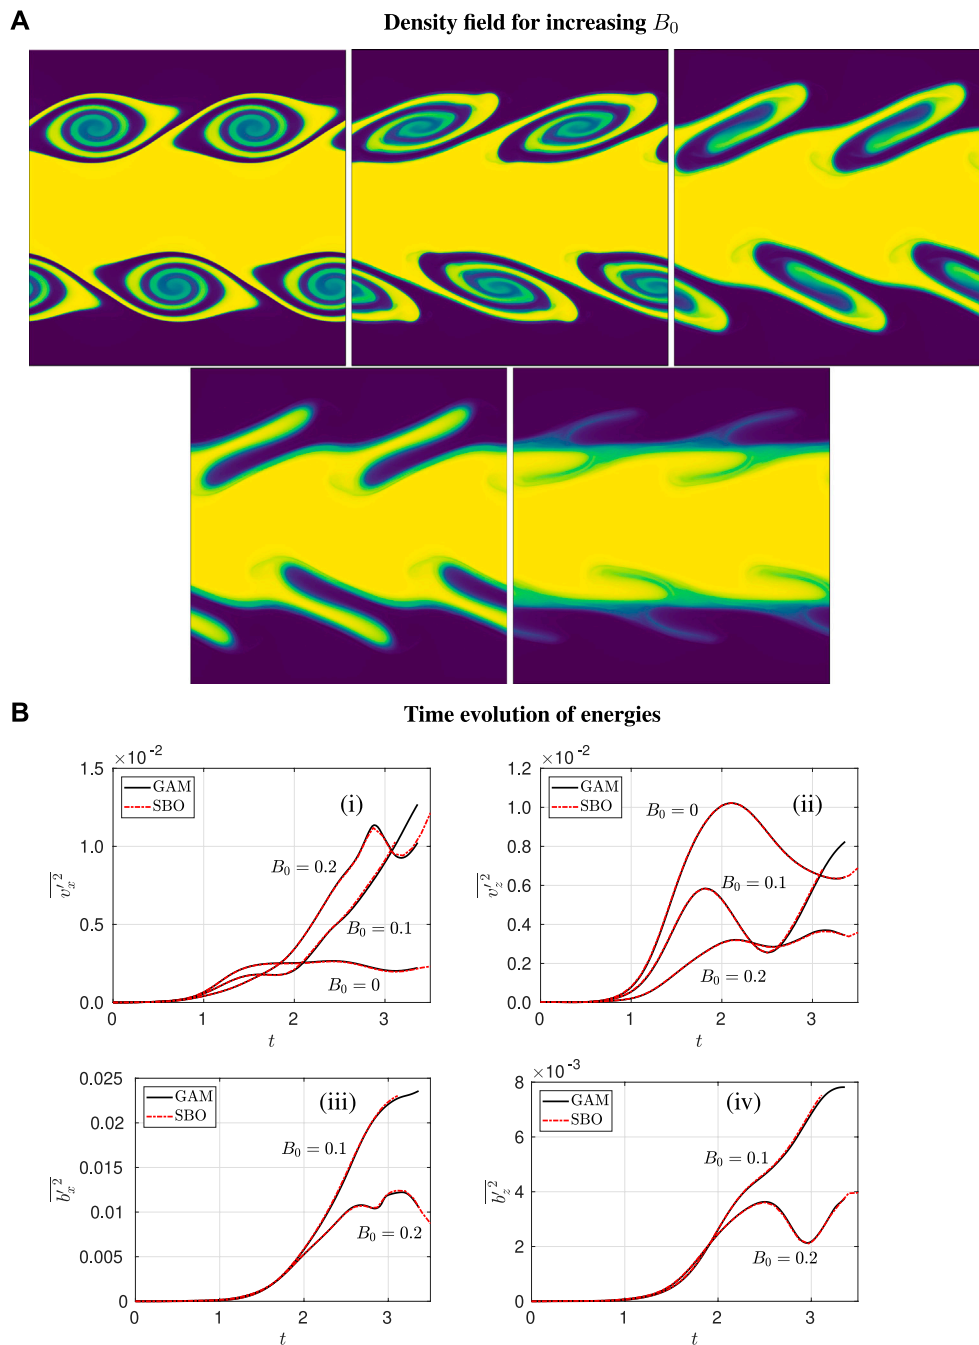 A
Density field for increasing B₀
B
Time evolution of energies
×10⁻²
1.5
1.0
0.5
0.0
0 1 2 3
t
v′ₓ²
GAM
SBO
(i)
B₀ = 0.2
B₀ = 0.1
B₀ = 0
×10⁻²
1.2
1.0
0.8
0.6
0.4
0.2
0.0
0 1 2 3
t
v′_z²
GAM
SBO
(ii)
B₀ = 0
B₀ = 0.1
B₀ = 0.2
0.025
0.02
0.015
0.01
0.005
0
0 1 2 3
t
b′ₓ²
GAM
SBO
(iii)
B₀ = 0.1
B₀ = 0.2
×10⁻³
8
6
4
2
0
0 1 2 3
t
b′_z²
GAM
SBO
(iv)
B₀ = 0.1
B₀ = 0.2